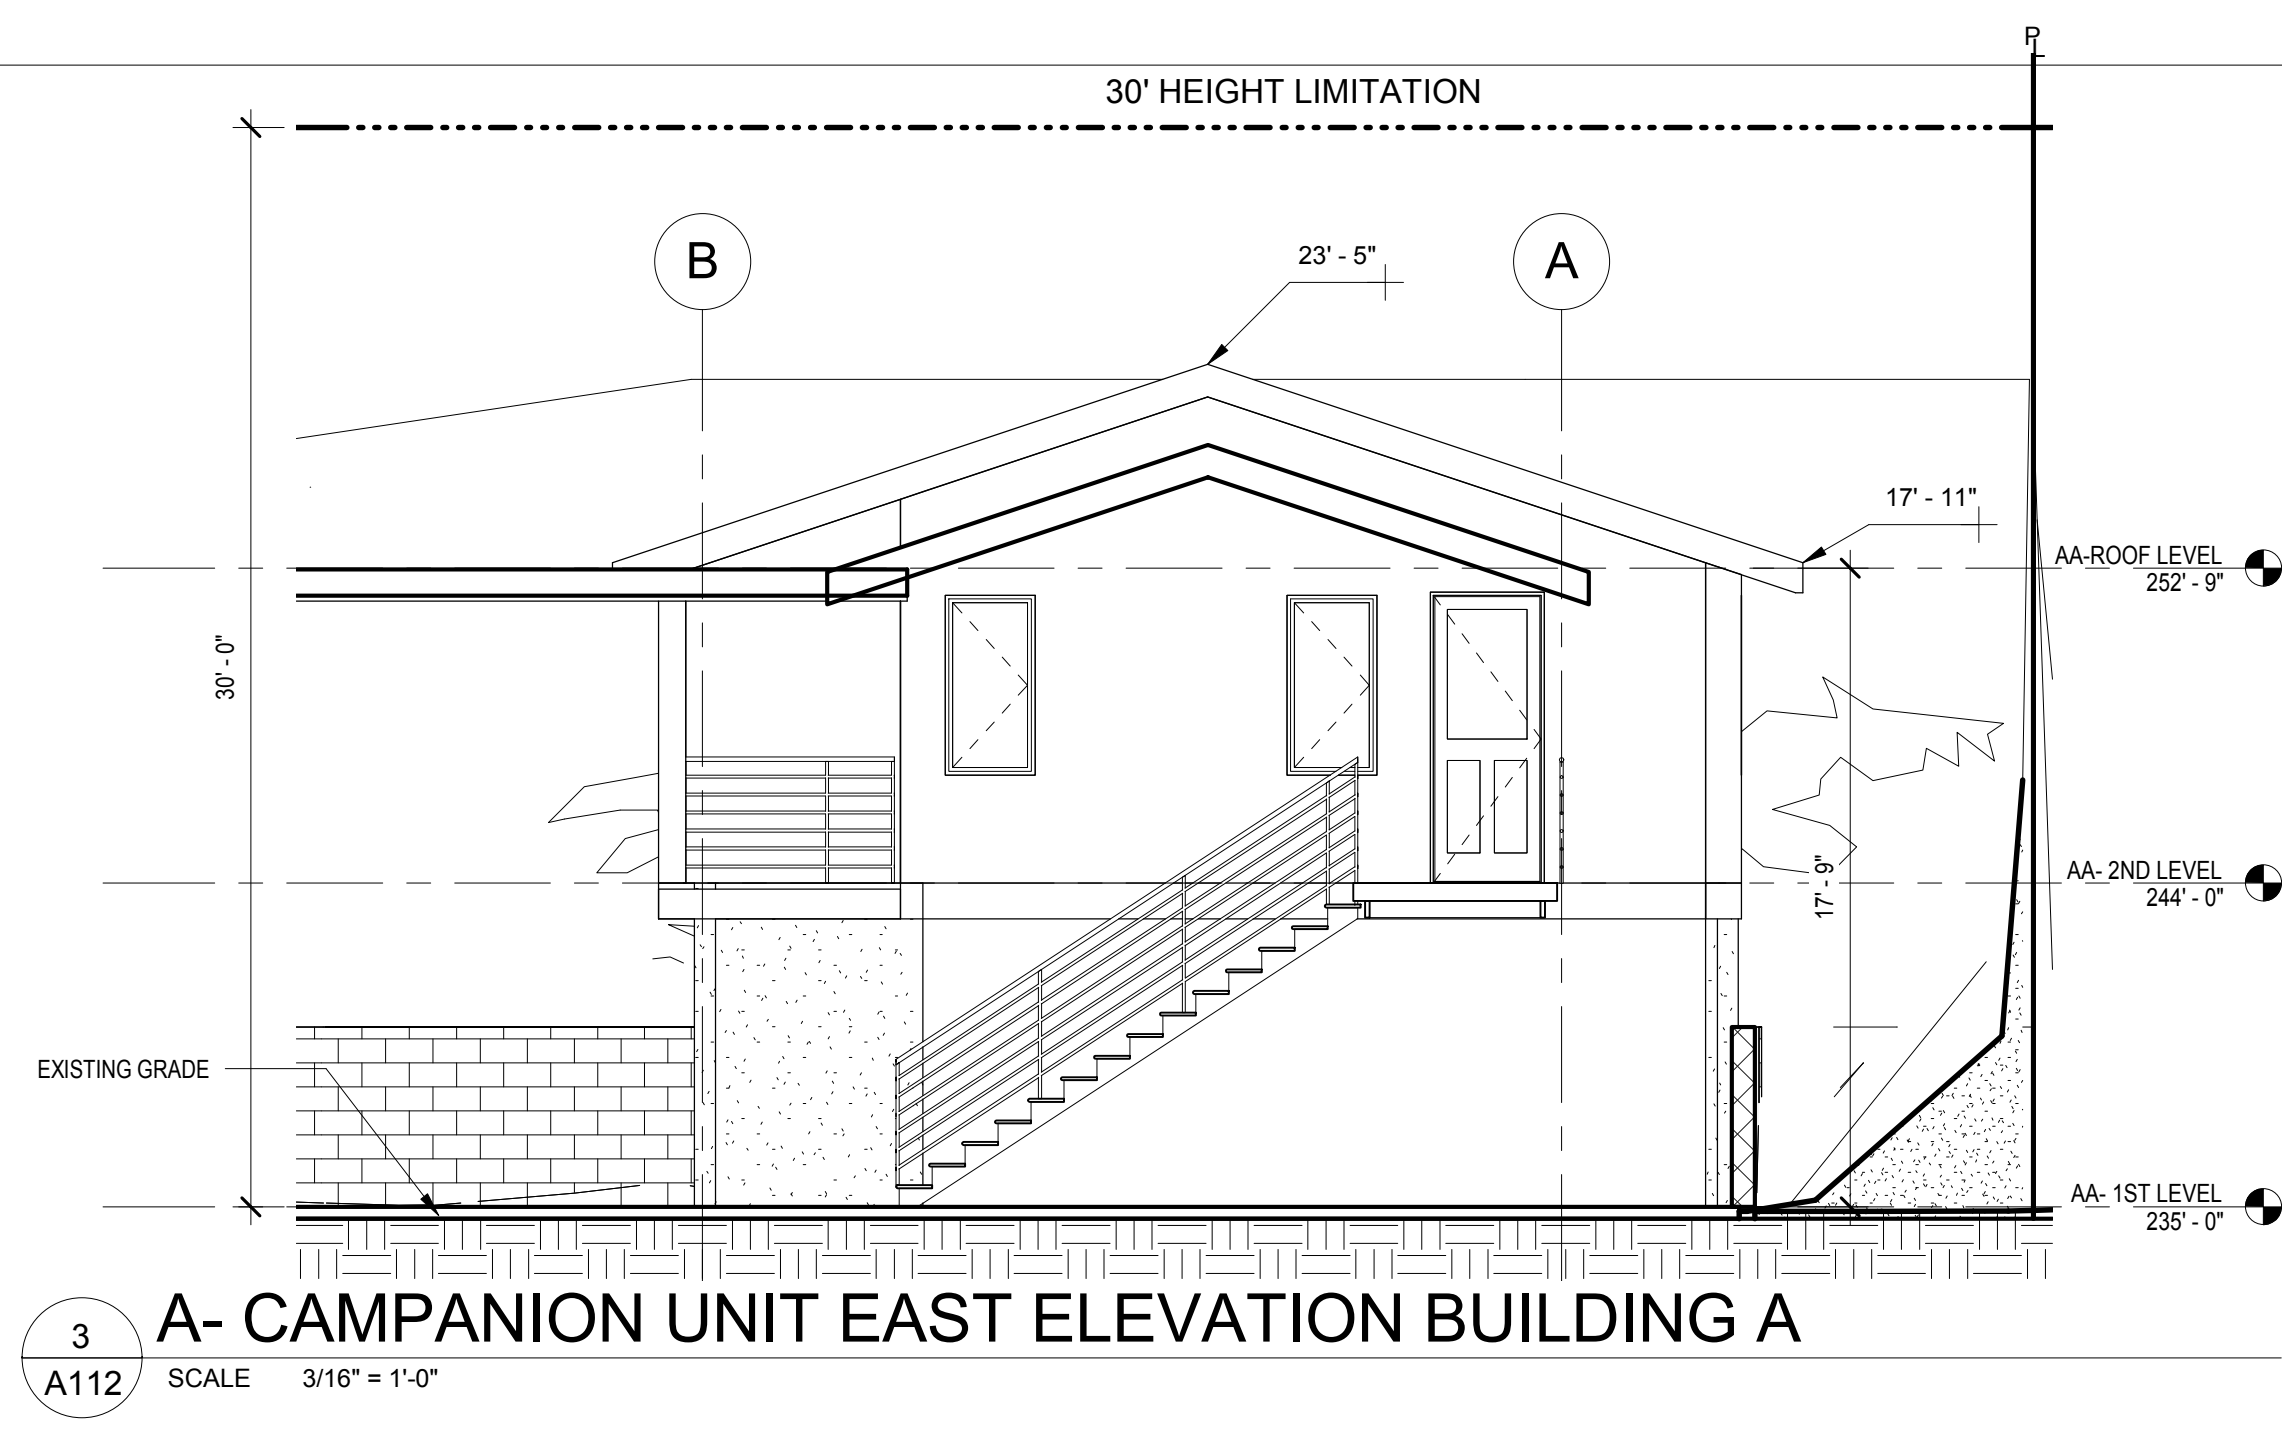 PL
30' HEIGHT LIMITATION
B
A
23' - 5"
17' - 11"
AA-ROOF LEVEL
252' - 9"
30' - 0"
AA- 2ND LEVEL
244' - 0"
17' - 9"
EXISTING GRADE
AA- 1ST LEVEL
235' - 0"
3
A112
A- CAMPANION UNIT EAST ELEVATION BUILDING A
SCALE 3/16" = 1'-0"